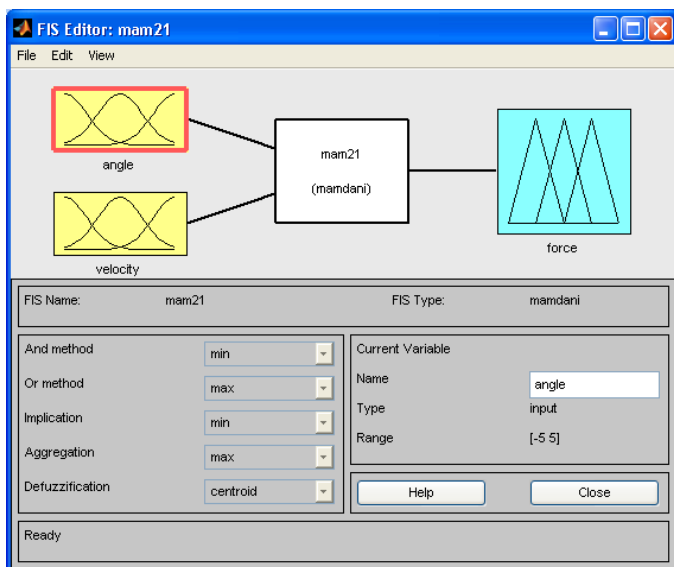 FIS Editor: mam21
File Edit View
angle
velocity
mam21
(mamdani)
force
FIS Name: mam21 FIS Type: mamdani
And method min
Or method max
Implication min
Aggregation max
Defuzzification centroid
Current Variable
Name angle
Type input
Range [-5 5]
Help Close
Ready